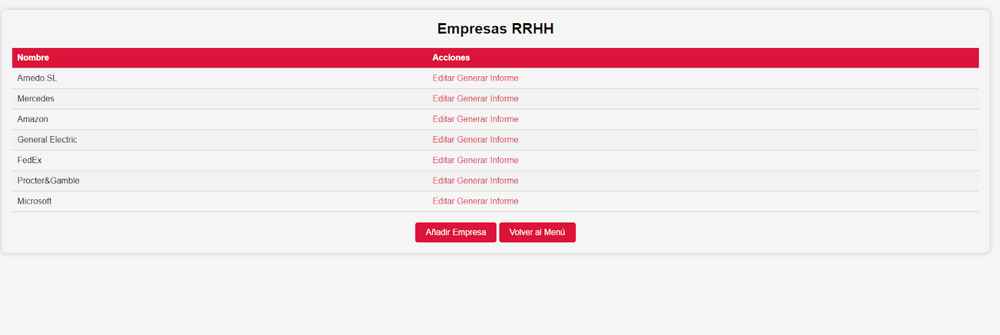 Empresas RRHH
Nombre Acciones
Arnedo.SL Editar Generar Informe
Mercedes Editar Generar Informe
Amazon Editar Generar Informe
General Electric Editar Generar Informe
FedEx Editar Generar Informe
Procter&Gamble Editar Generar Informe
Microsoft Editar Generar Informe
Añadir Empresa Volver al Menú